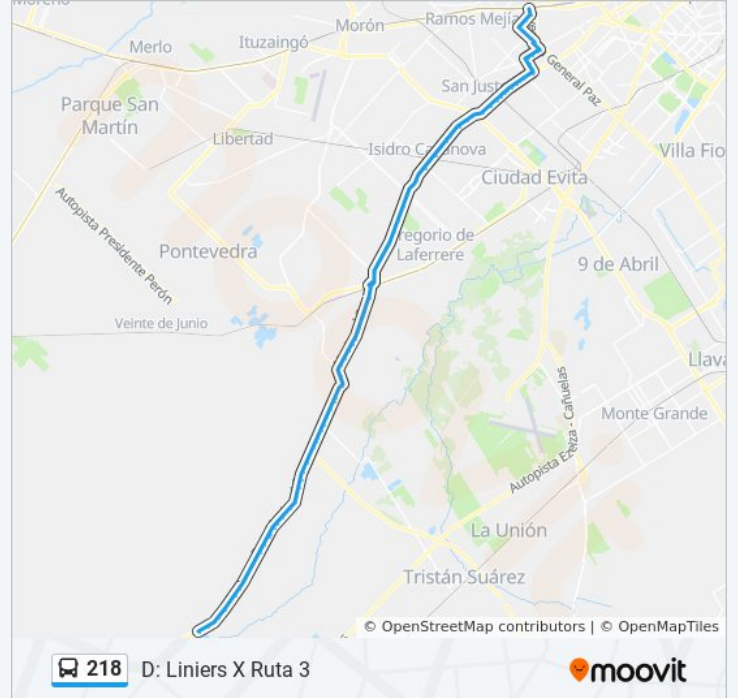 Moreno
Morón
Ramos Mejía
Merlo
Ituzaingó
General Paz
San Justo
Parque San
Martín
Libertad
Isidro Casanova
Villa Fio
Ciudad Evita
Autopista Presidente Perón
Pontevedra
regorio de
Laferrere
9 de Abril
Veinte de Junio
Llava
Autopista Ezeiza - Cañuelas
Monte Grande
La Unión
Tristán Suárez
© OpenStreetMap contributors | © OpenMapTiles
218 D: Liniers X Ruta 3
moovit